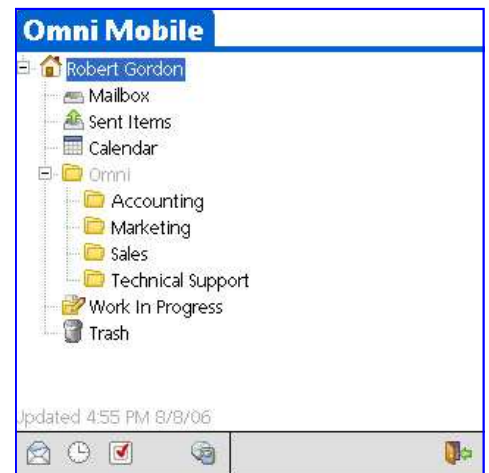 Omni Mobile
Robert Gordon
Mailbox
Sent Items
Calendar
Omni
Accounting
Marketing
Sales
Technical Support
Work In Progress
Trash
Updated 4:55 PM 8/8/06